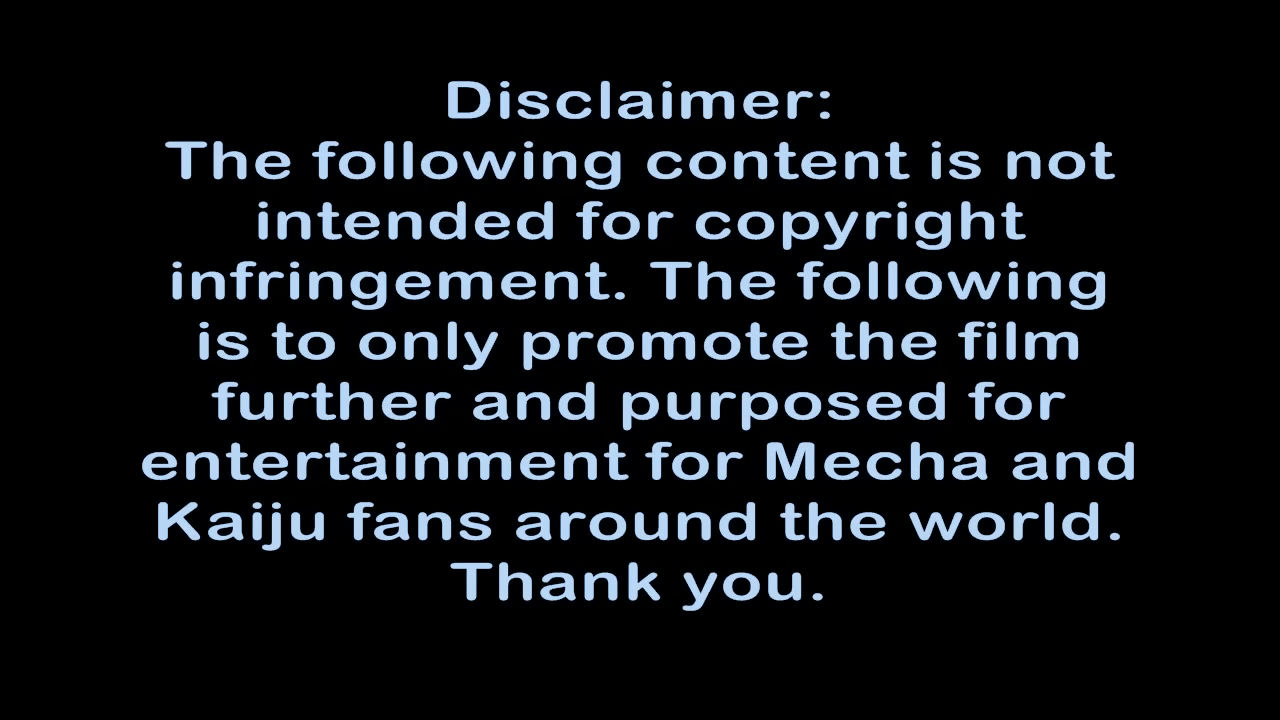 Disclaimer:
The following content is not
intended for copyright
infringement. The following
is to only promote the film
further and purposed for
entertainment for Mecha and
Kaiju fans around the world.
Thank you.